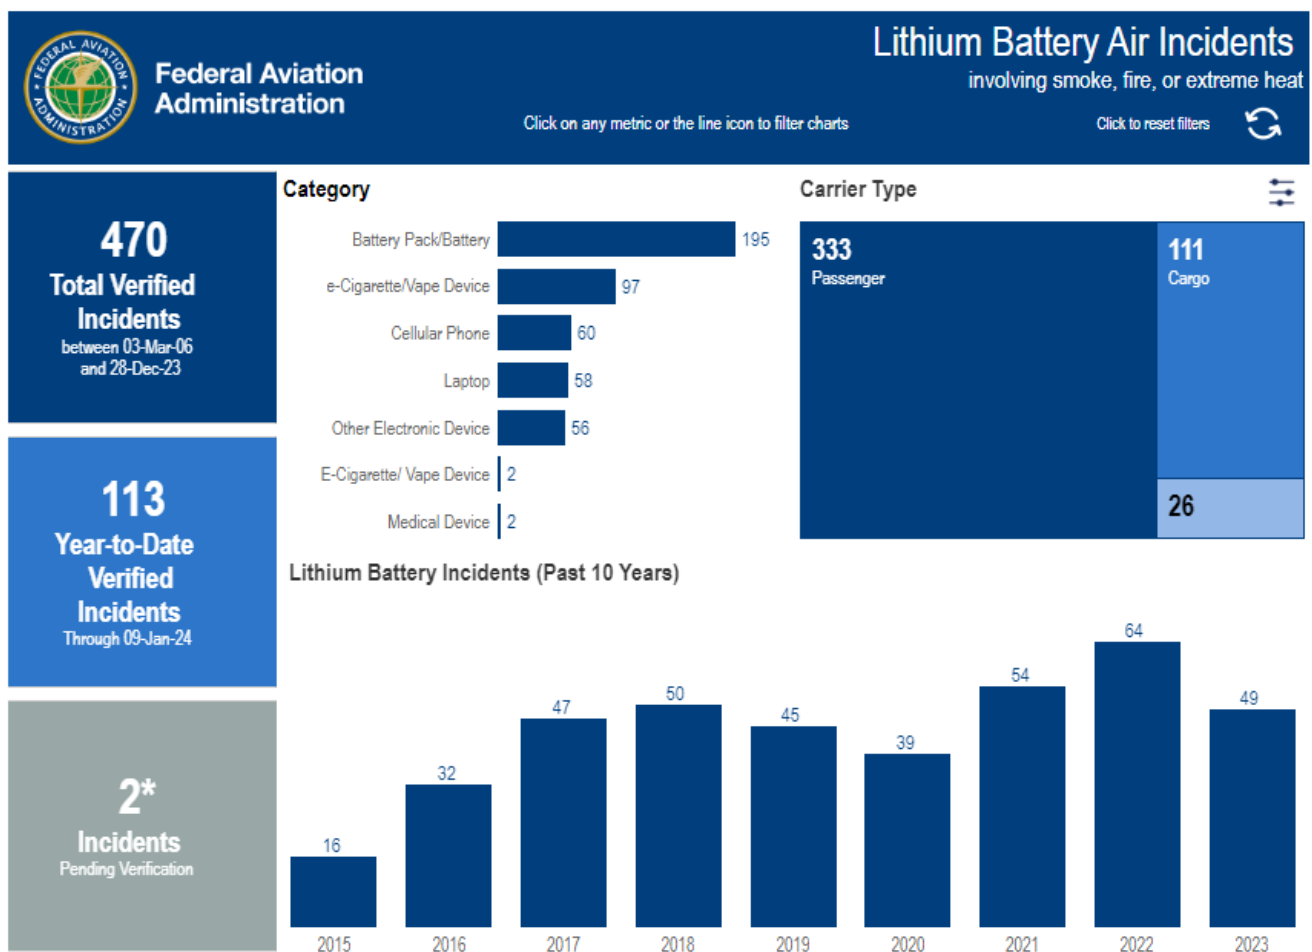 FEDERAL AVIATION
ADMINISTRATION
Federal Aviation
Administration
Lithium Battery Air Incidents
involving smoke, fire, or extreme heat
Click on any metric or the line icon to filter charts
Click to reset filters
470
Total Verified
Incidents
between 03-Mar-06
and 28-Dec-23
113
Year-to-Date
Verified
Incidents
Through 09-Jan-24
2*
Incidents
Pending Verification
Category
Battery Pack/Battery 195
e-Cigarette/Vape Device 97
Cellular Phone 60
Laptop 58
Other Electronic Device 56
E-Cigarette/ Vape Device 2
Medical Device 2
Carrier Type
333
Passenger
111
Cargo
26
Lithium Battery Incidents (Past 10 Years)
16
32
47
50
45
39
54
64
49
2015 2016 2017 2018 2019 2020 2021 2022 2023